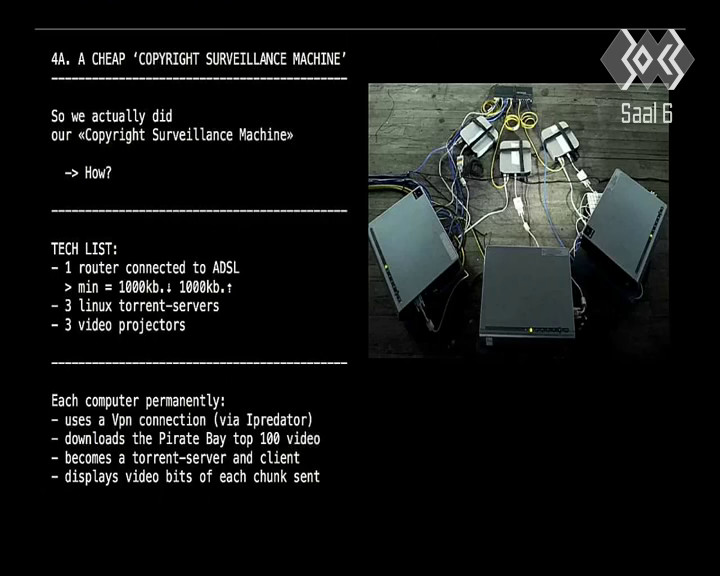 4A. A CHEAP ‘COPYRIGHT SURVEILLANCE MACHINE’
So we actually did
our «Copyright Surveillance Machine»
–> How?
TECH LIST:
– 1 router connected to ADSL
> min = 1000kb.↓ 1000kb.↑
– 3 linux torrent-servers
– 3 video projectors
Each computer permanently:
– uses a Vpn connection (via Ipredator)
– downloads the Pirate Bay top 100 video
– becomes a torrent-server and client
– displays video bits of each chunk sent
Saal 6